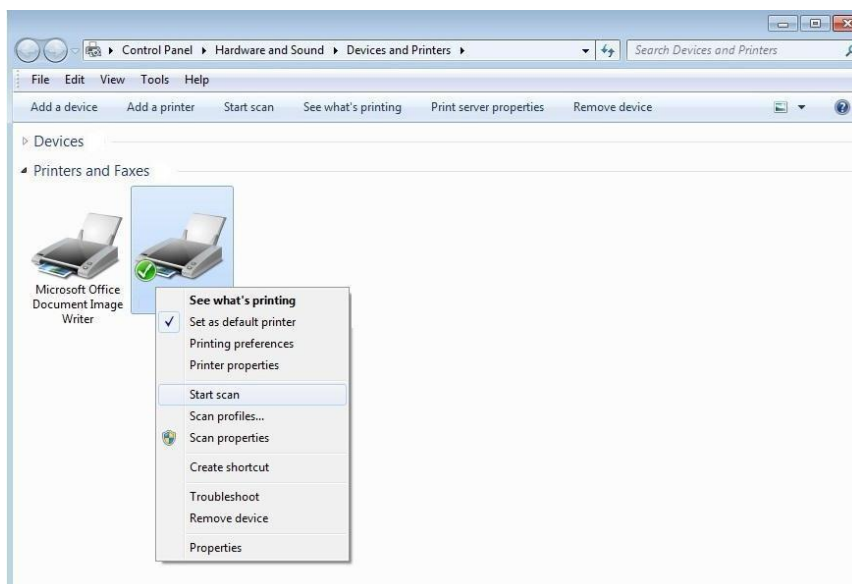 Control Panel ▸ Hardware and Sound ▸ Devices and Printers ▸
Search Devices and Printers
File Edit View Tools Help
Add a device Add a printer Start scan See what's printing Print server properties Remove device
Devices
Printers and Faxes
Microsoft Office
Document Image
Writer
See what's printing
Set as default printer
Printing preferences
Printer properties
Start scan
Scan profiles...
Scan properties
Create shortcut
Troubleshoot
Remove device
Properties